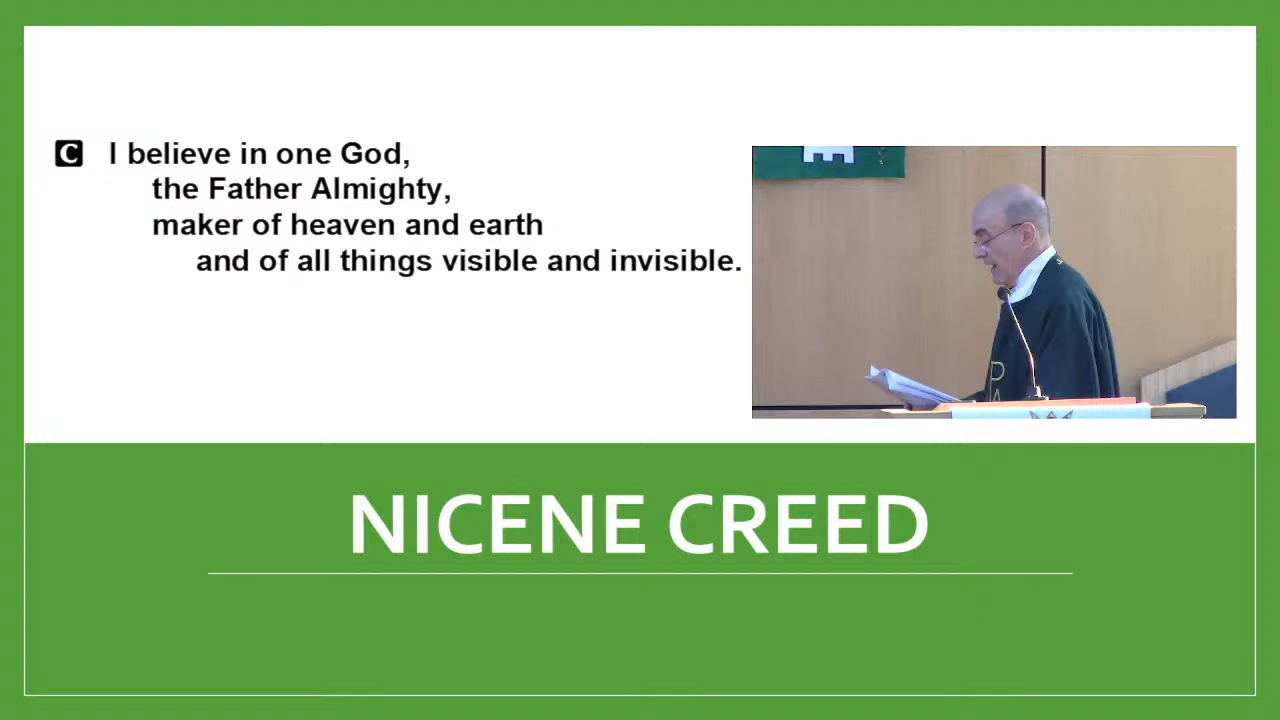 C I believe in one God,
the Father Almighty,
maker of heaven and earth
and of all things visible and invisible.
NICENE CREED